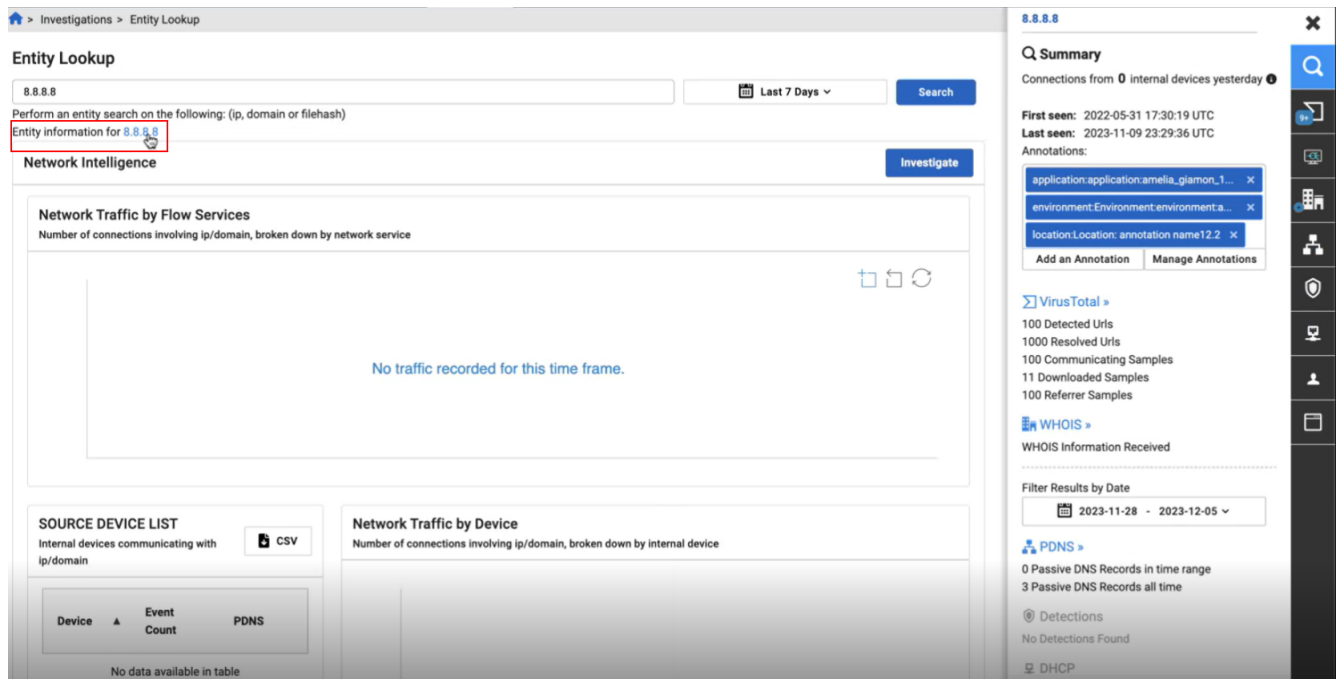 > Investigations > Entity Lookup
Entity Lookup
8.8.8.8
Last 7 Days
Search
Perform an entity search on the following: (ip, domain or filehash)
Entity information for 8.8.8.8
Network Intelligence
Investigate
Network Traffic by Flow Services
Number of connections involving ip/domain, broken down by network service
No traffic recorded for this time frame.
SOURCE DEVICE LIST
Internal devices communicating with
ip/domain
CSV
Device ▲ Event Count PDNS
No data available in table
Network Traffic by Device
Number of connections involving ip/domain, broken down by internal device
8.8.8.8
Summary
Connections from 0 internal devices yesterday
First seen: 2022-05-31 17:30:19 UTC
Last seen: 2023-11-09 23:29:36 UTC
Annotations:
application:application:amelia_giamon_1... ×
environment:Environment:environment:a... ×
location:Location: annotation name12.2 ×
Add an Annotation Manage Annotations
VirusTotal »
100 Detected Urls
1000 Resolved Urls
100 Communicating Samples
11 Downloaded Samples
100 Referrer Samples
WHOIS »
WHOIS Information Received
Filter Results by Date
2023-11-28 - 2023-12-05
PDNS »
0 Passive DNS Records in time range
3 Passive DNS Records all time
Detections
No Detections Found
DHCP
9+